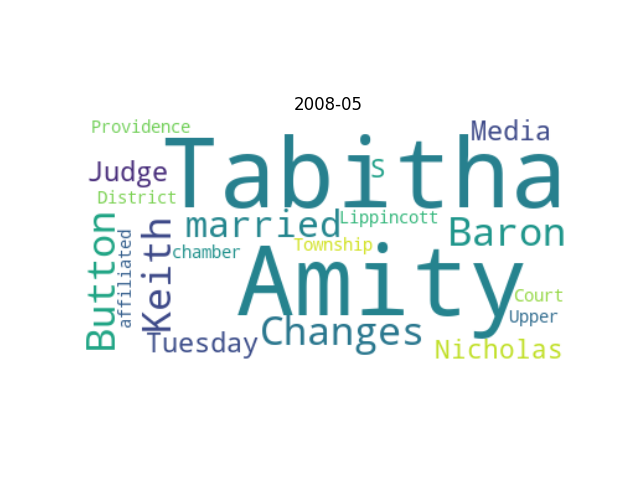 2008-05
Providence
Media
Tabitha
S
Judge
District
Lippincott
married
Baron
Button
affiliated
Keith
Township
chamber
Amity
Court
Upper
Changes
Tuesday
Nicholas